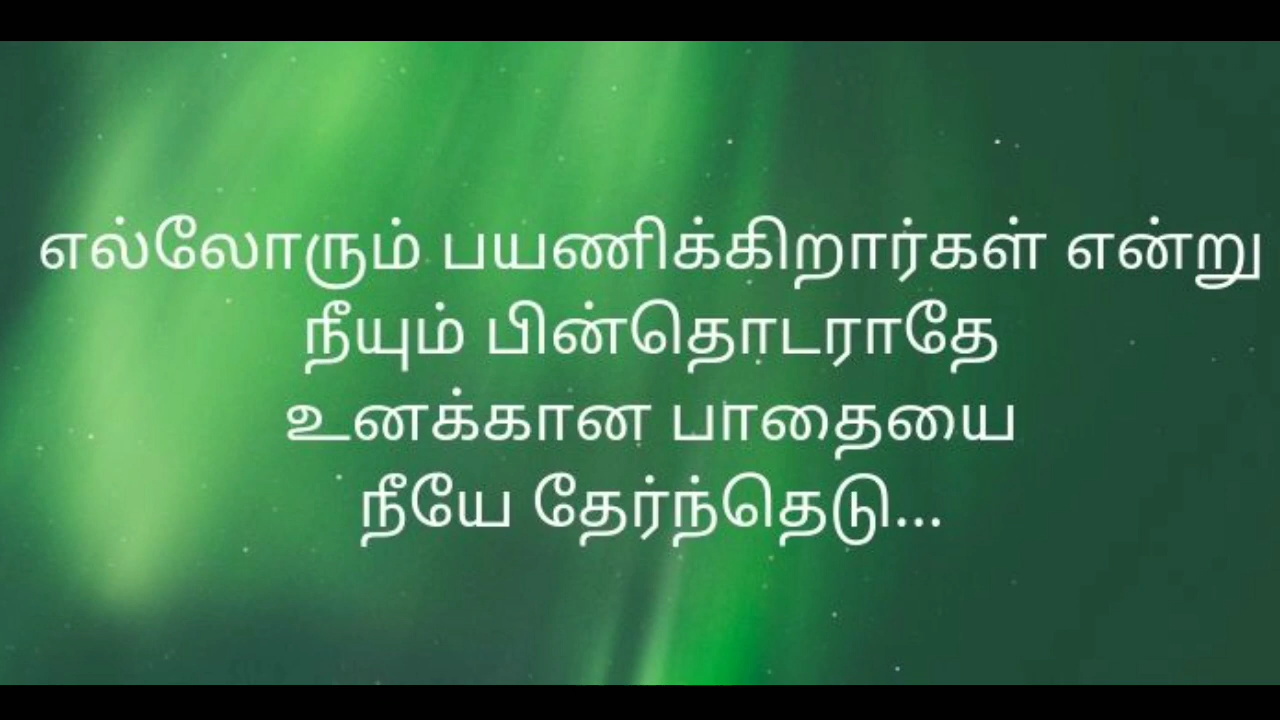 எல்லோரும் பயணிக்கிறார்கள் என்று
நீயும் பின்தொடராதே
உனக்கான பாதையை
நீயே தேர்ந்தெடு...